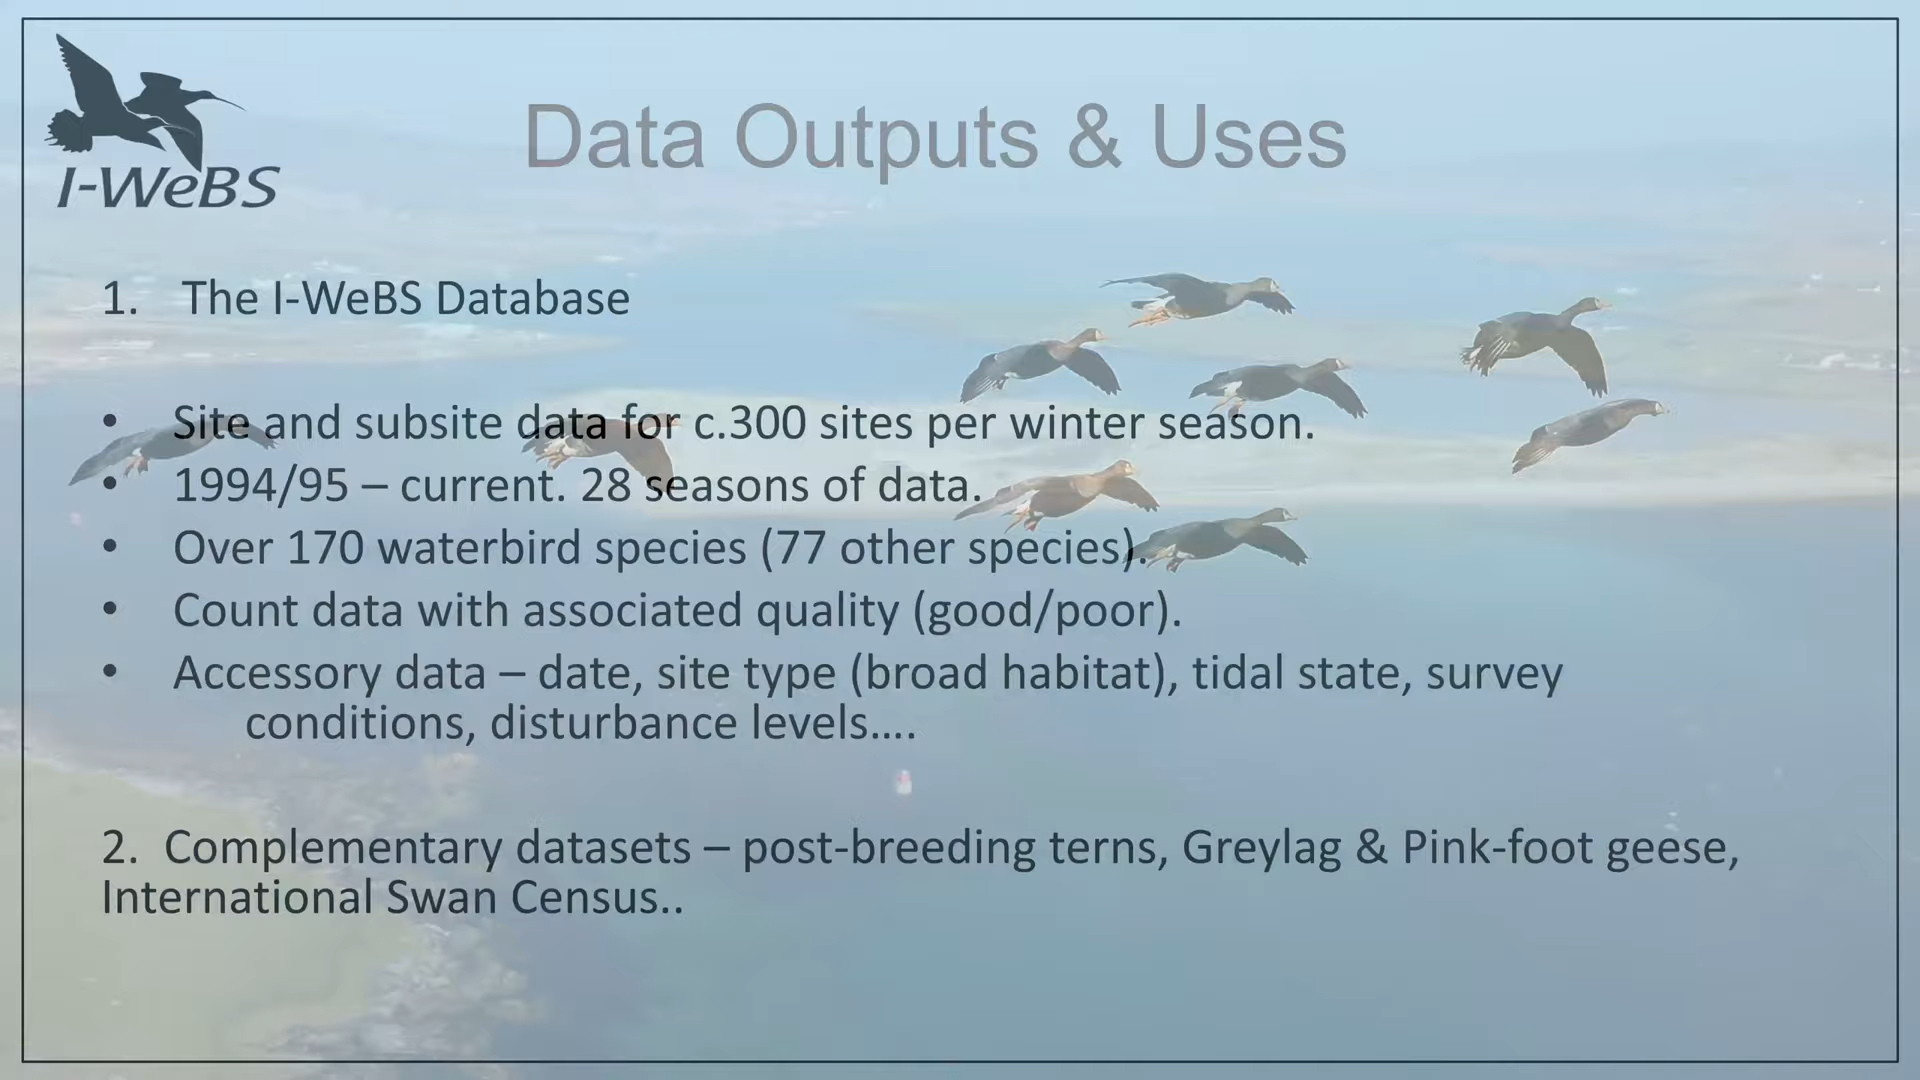 I-WeBS
Data Outputs & Uses
1. The I-WeBS Database
• Site and subsite data for c.300 sites per winter season.
• 1994/95 – current. 28 seasons of data.
• Over 170 waterbird species (77 other species).
• Count data with associated quality (good/poor).
• Accessory data – date, site type (broad habitat), tidal state, survey
conditions, disturbance levels….
2. Complementary datasets – post-breeding terns, Greylag & Pink-foot geese,
International Swan Census..